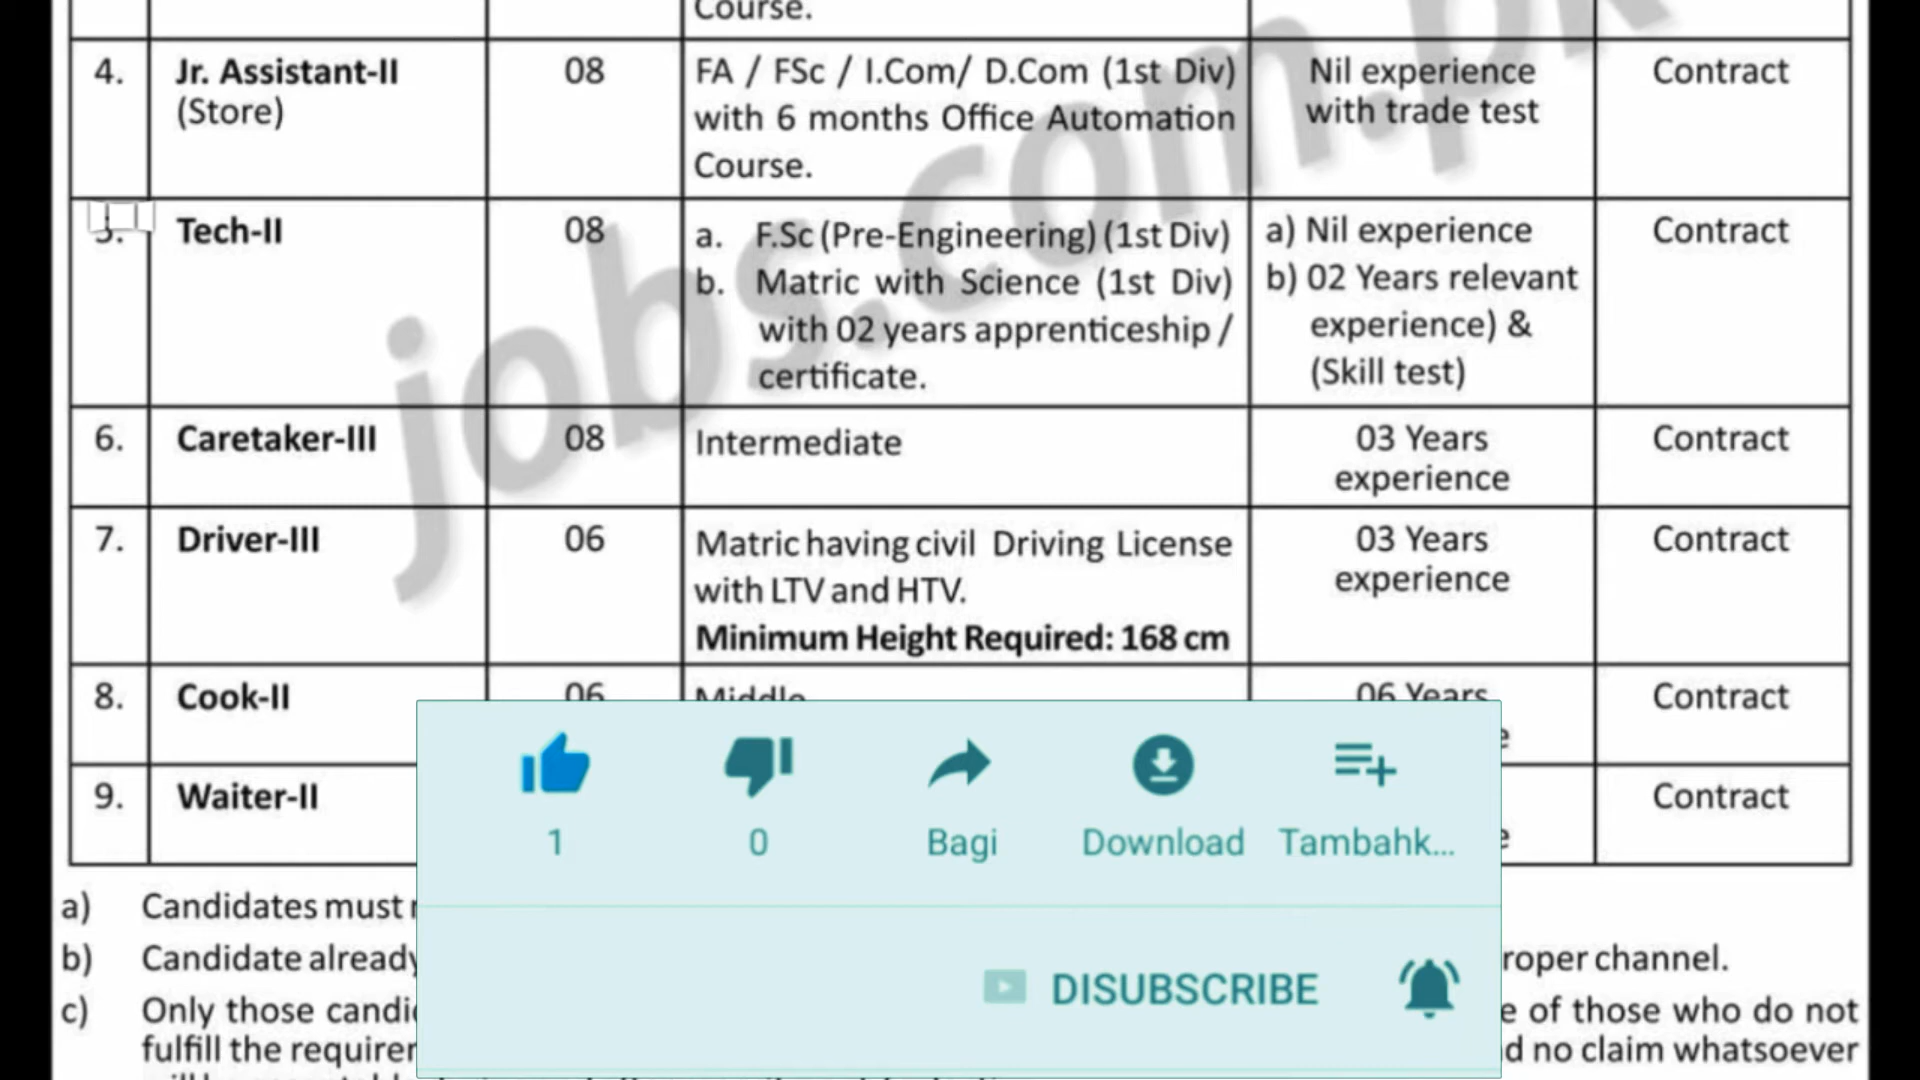 Course.
4. Jr. Assistant-II 08 FA / FSc / I.Com/ D.Com (1st Div) Nil experience Contract
(Store) with 6 months Office Automation with trade test
Course.
5. Tech-II 08 a. F.Sc (Pre-Engineering) (1st Div) a) Nil experience Contract
b. Matric with Science (1st Div) b) 02 Years relevant
with 02 years apprenticeship / experience) &
certificate. (Skill test)
6. Caretaker-III 08 Intermediate 03 Years Contract
experience
7. Driver-III 06 Matric having civil Driving License 03 Years Contract
with LTV and HTV. experience
Minimum Height Required: 168 cm
8. Cook-II 06 Middle 06 Years Contract
9. Waiter-II Contract
jobs.com.pk
1 0 Bagi Download Tambahk...
DISUBSCRIBE
a) Candidates must
b) Candidate already roper channel.
c) Only those candi e of those who do not
fulfill the requirer d no claim whatsoever